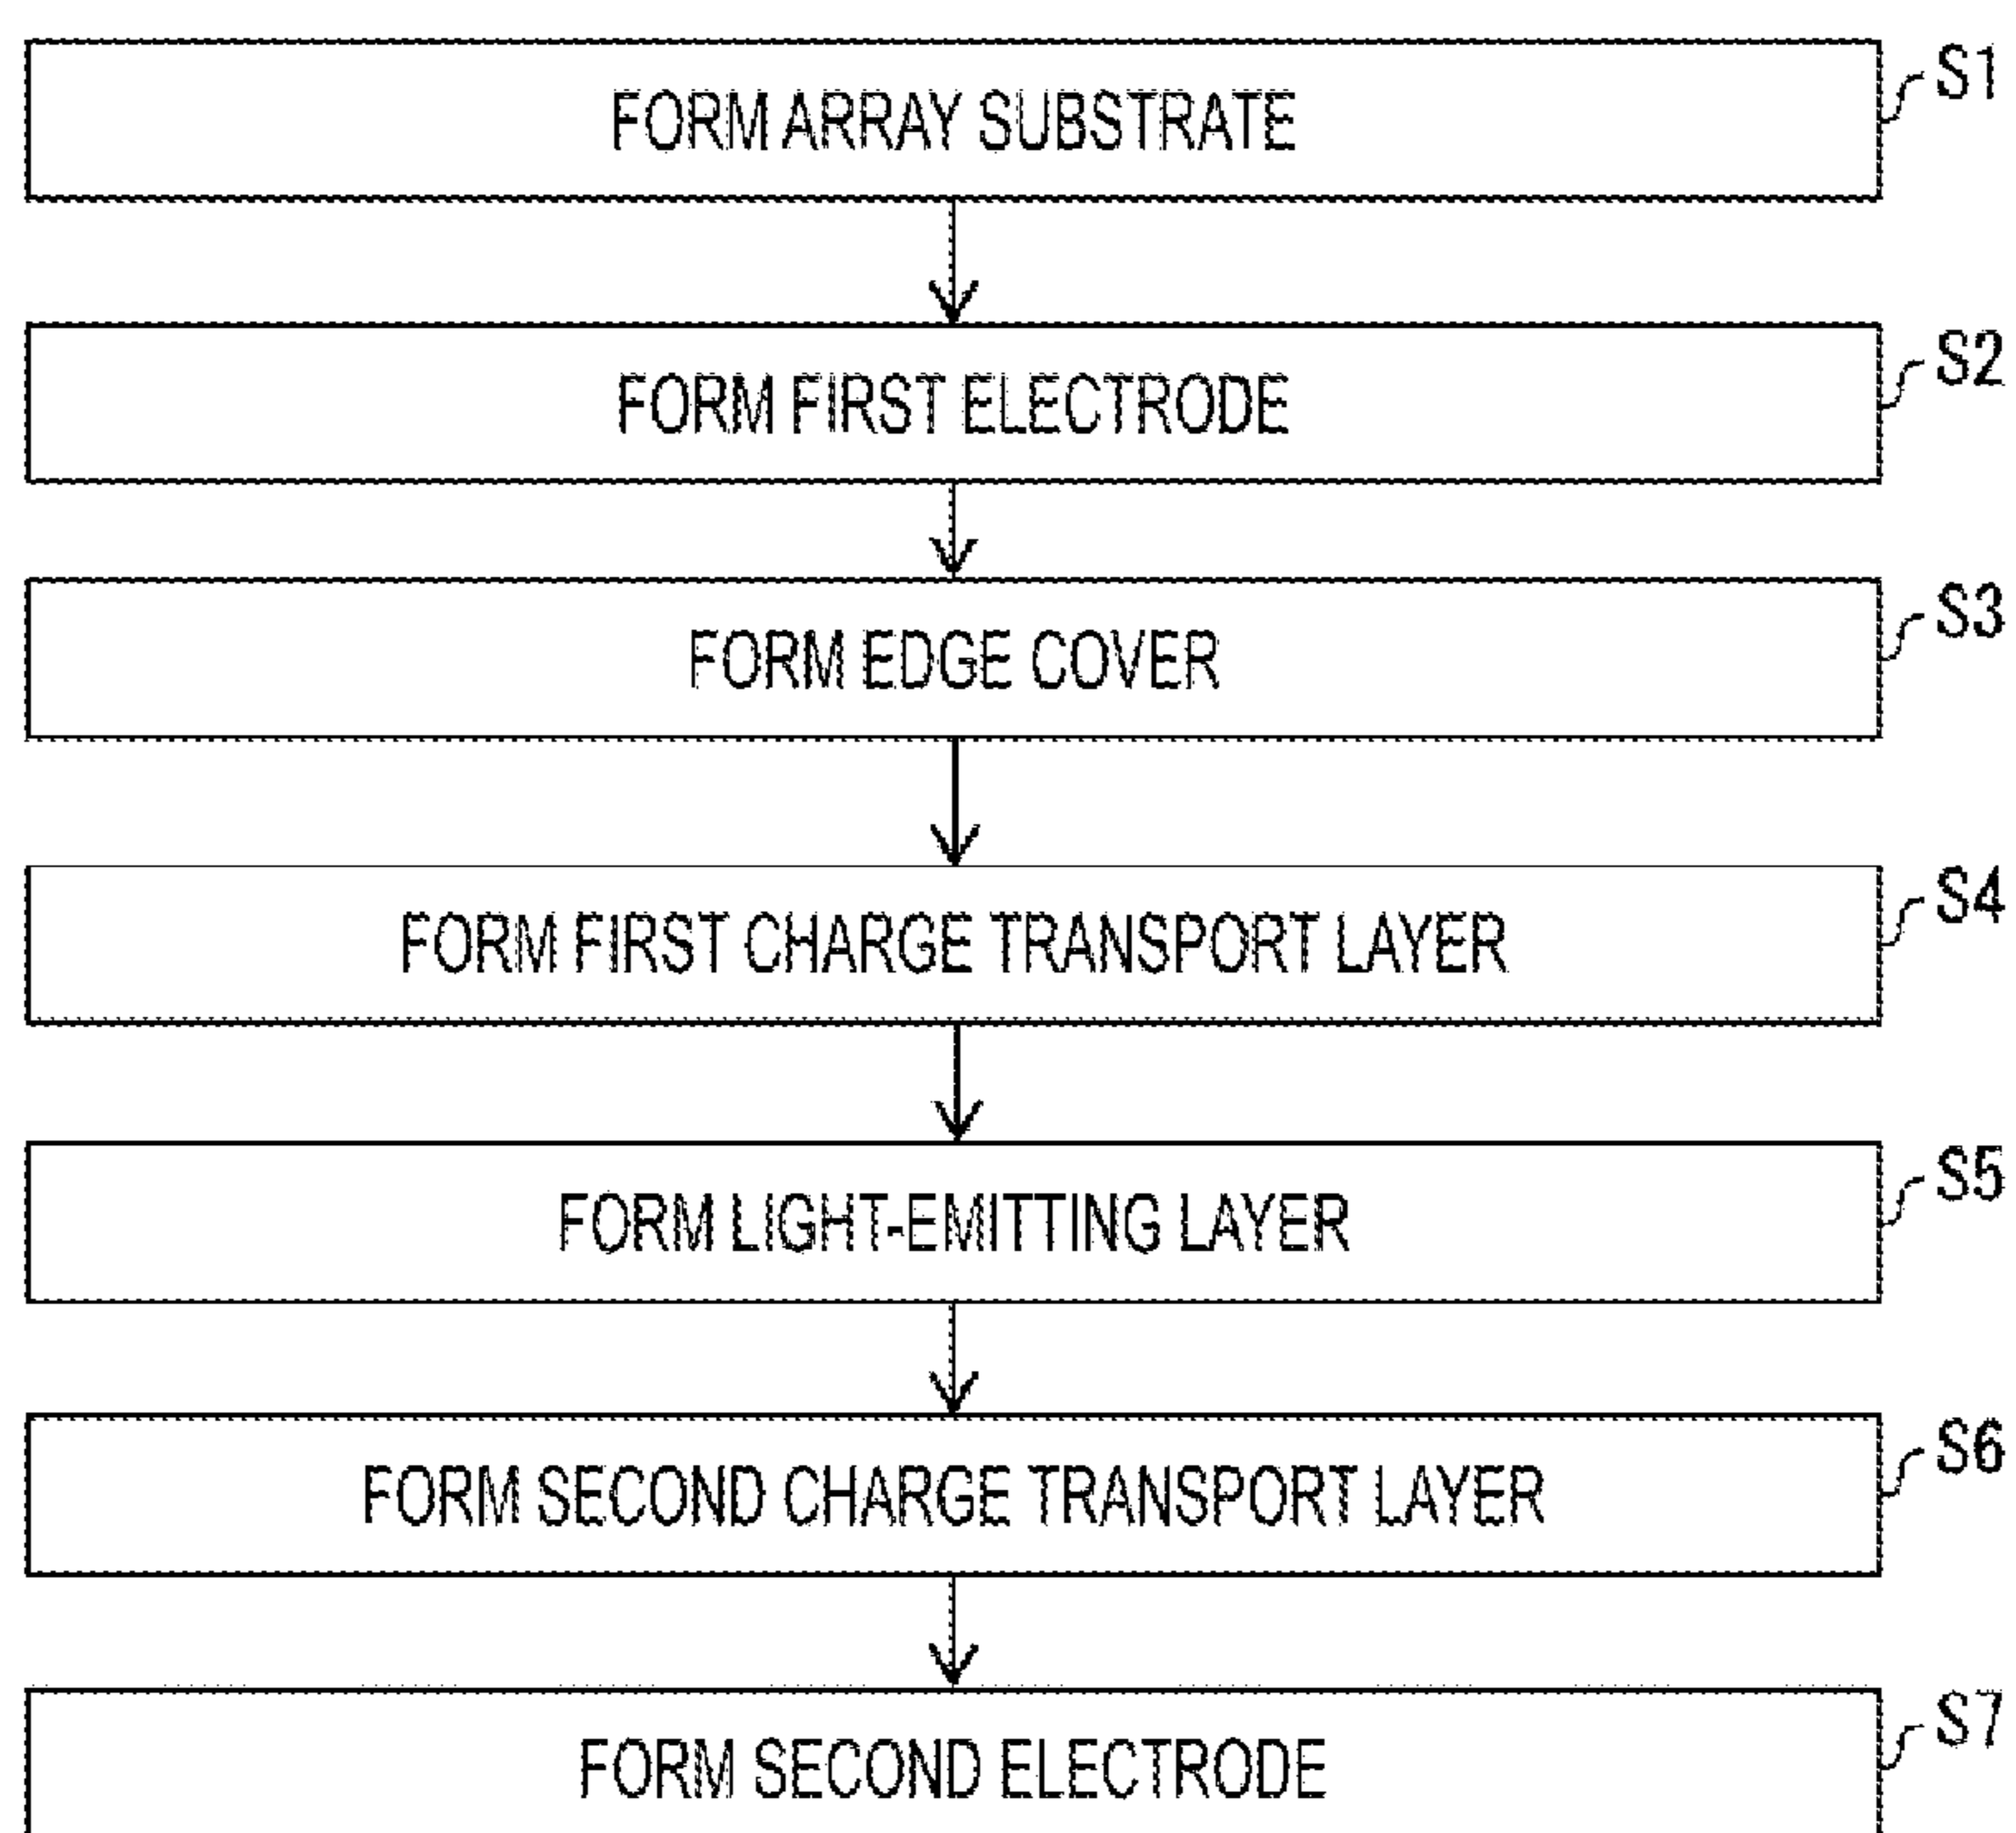 FORM ARRAY SUBSTRATE
S1
FORM FIRST ELECTRODE
S2
FORM EDGE COVER
S3
FORM FIRST CHARGE TRANSPORT LAYER
S4
FORM LIGHT-EMITTING LAYER
S5
FORM SECOND CHARGE TRANSPORT LAYER
S6
FORM SECOND ELECTRODE
S7